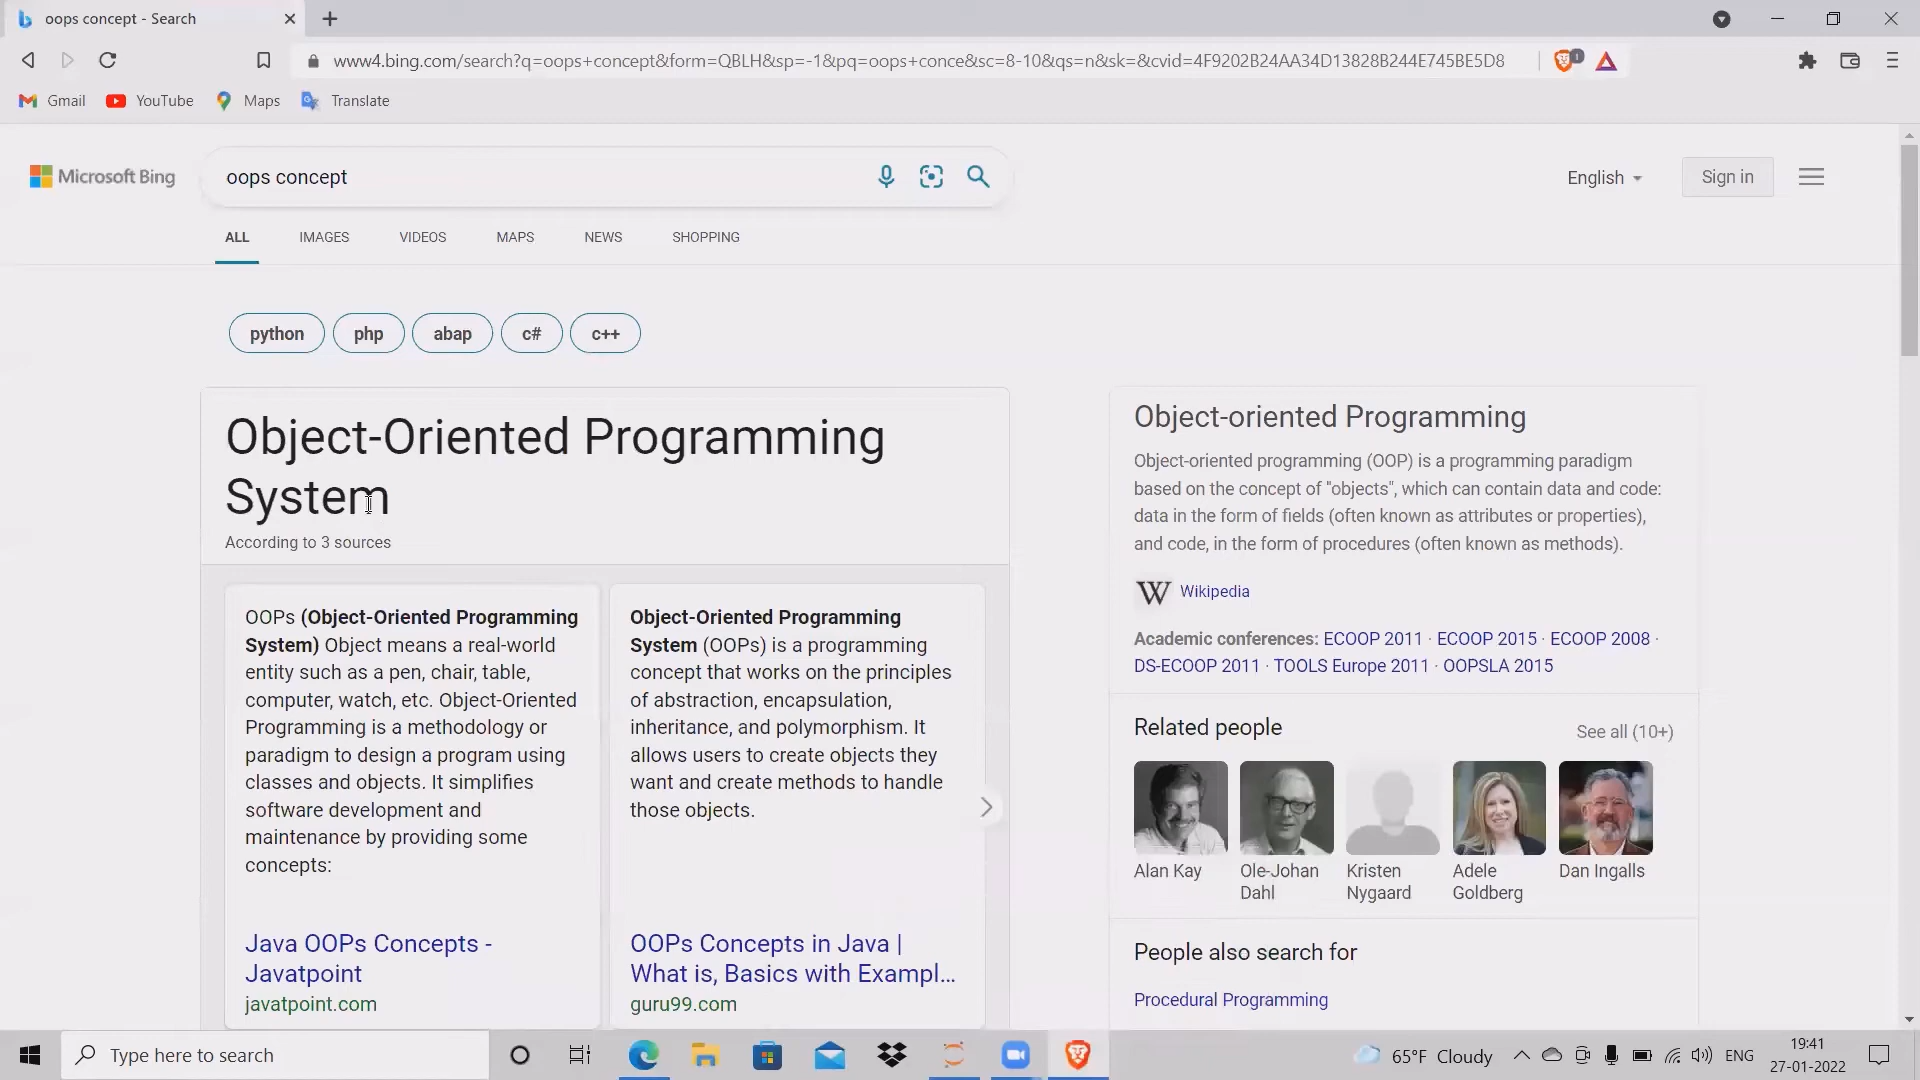 oops concept - Search
www4.bing.com/search?q=oops+concept&form=QBLH&sp=-1&pq=oops+conce&sc=8-10&qs=n&sk=&cvid=4F9202B24AA34D13828B244E745BE5D8
1
Gmail YouTube Maps Translate
Microsoft Bing
oops concept
English
Sign in
ALL IMAGES VIDEOS MAPS NEWS SHOPPING
python php abap c# c++
Object-Oriented Programming
System
According to 3 sources
OOPs (Object-Oriented Programming
System) Object means a real-world
entity such as a pen, chair, table,
computer, watch, etc. Object-Oriented
Programming is a methodology or
paradigm to design a program using
classes and objects. It simplifies
software development and
maintenance by providing some
concepts:
Java OOPs Concepts -
Javatpoint
javatpoint.com
Object-Oriented Programming
System (OOPs) is a programming
concept that works on the principles
of abstraction, encapsulation,
inheritance, and polymorphism. It
allows users to create objects they
want and create methods to handle
those objects.
OOPs Concepts in Java |
What is, Basics with Exampl...
guru99.com
Object-oriented Programming
Object-oriented programming (OOP) is a programming paradigm
based on the concept of "objects", which can contain data and code:
data in the form of fields (often known as attributes or properties),
and code, in the form of procedures (often known as methods).
W Wikipedia
Academic conferences: ECOOP 2011 · ECOOP 2015 · ECOOP 2008 ·
DS-ECOOP 2011 · TOOLS Europe 2011 · OOPSLA 2015
Related people
See all (10+)
Alan Kay
Ole-Johan
Dahl
Kristen
Nygaard
Adele
Goldberg
Dan Ingalls
People also search for
Procedural Programming
Type here to search
65°F Cloudy
ENG
19:41
27-01-2022